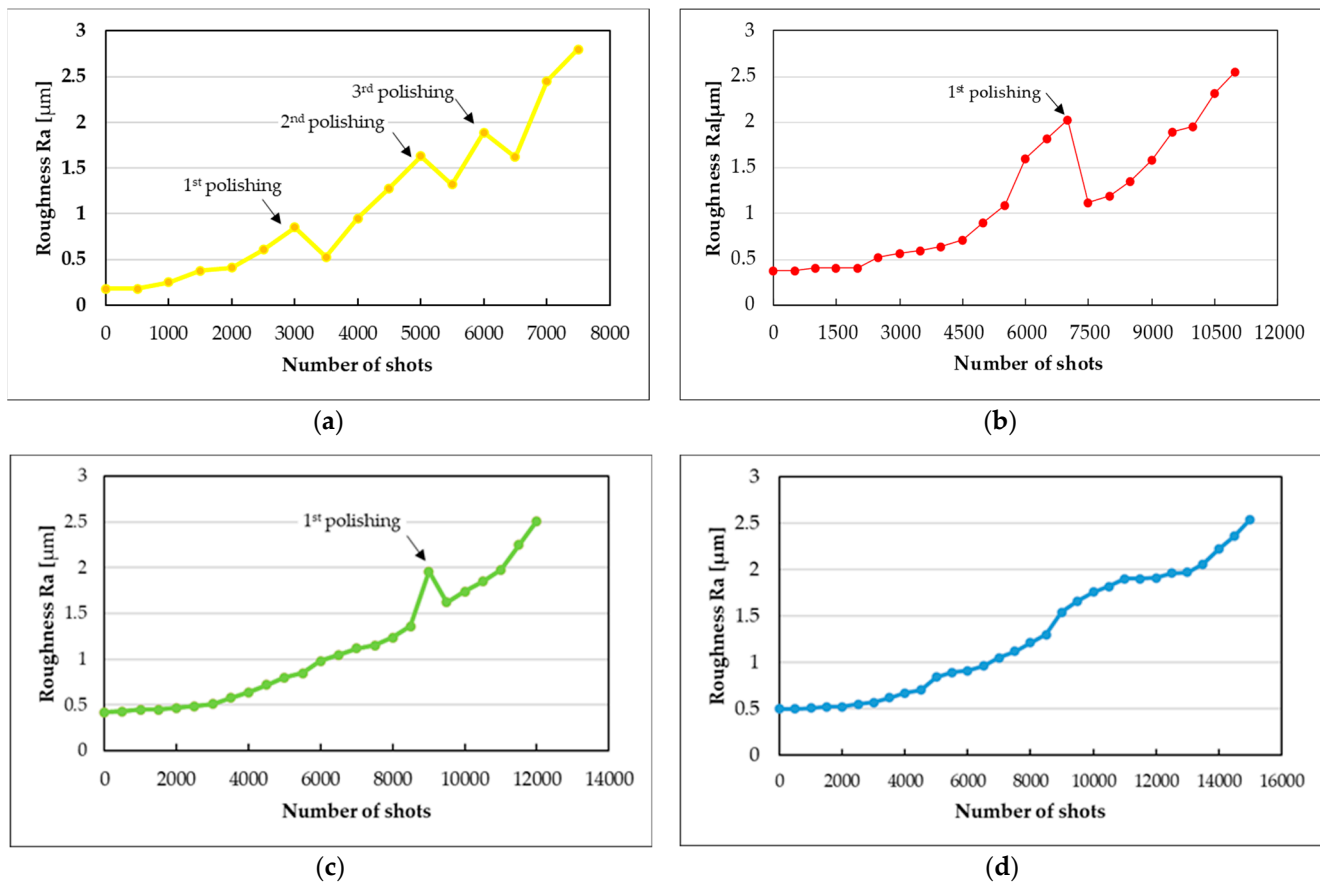 3
2.5
2
1.5
1
0.5
0
Roughness Ra [µm]
1st polishing
2nd polishing
3rd polishing
0 1000 2000 3000 4000 5000 6000 7000 8000
Number of shots
(a)
3
2.5
2
1.5
1
0.5
0
Roughness Ra[µm]
1st polishing
0 1500 3000 4500 6000 7500 9000 10500 12000
Number of shots
(b)
3
2.5
2
1.5
1
0.5
0
Roughness Ra [µm]
1st polishing
0 2000 4000 6000 8000 10000 12000 14000
Number of shots
(c)
3
2.5
2
1.5
1
0.5
0
Roughness Ra [µm]
0 2000 4000 6000 8000 10000 12000 14000 16000
Number of shots
(d)